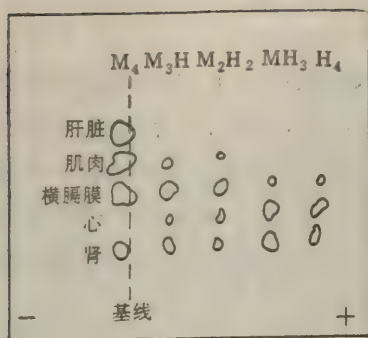 M₄ M₃H M₂H₂ MH₃ H₄
肝脏
肌肉
横膈膜
心
肾
− 基线 +